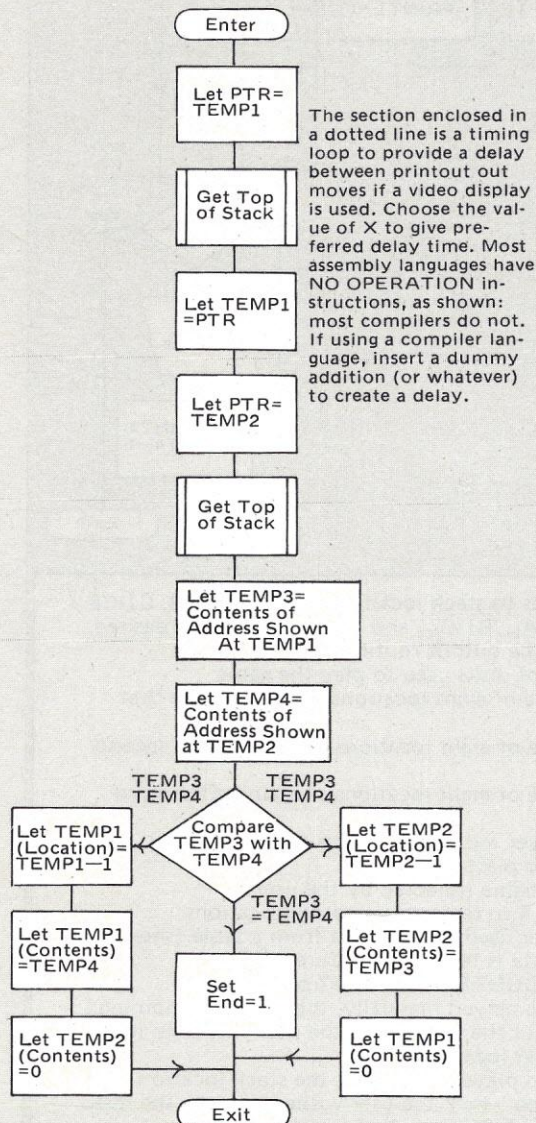 Enter
Let PTR=
TEMP1
Get Top
of Stack
Let TEMP1
=PTR
Let PTR=
TEMP2
Get Top
of Stack
Let TEMP3=
Contents of
Address Shown
At TEMP1
Let TEMP4=
Contents of
Address Shown
at TEMP2
The section enclosed in
a dotted line is a timing
loop to provide a delay
between printout out
moves if a video display
is used. Choose the val-
ue of X to give pre-
ferred delay time. Most
assembly languages have
NO OPERATION in-
structions, as shown:
most compilers do not.
If using a compiler lan-
guage, insert a dummy
addition (or whatever)
to create a delay.
TEMP3
TEMP4
TEMP3
TEMP4
Compare
TEMP3 with
TEMP4
TEMP3
=TEMP4
Let TEMP1
(Location)=
TEMP1—1
Let TEMP1
(Contents)
=TEMP4
Let TEMP2
(Contents)
=0
Set
End=1.
Let TEMP2
(Location)=
TEMP2—1
Let TEMP2
(Contents)=
TEMP3
Let TEMP1
(Contents)
=0
Exit